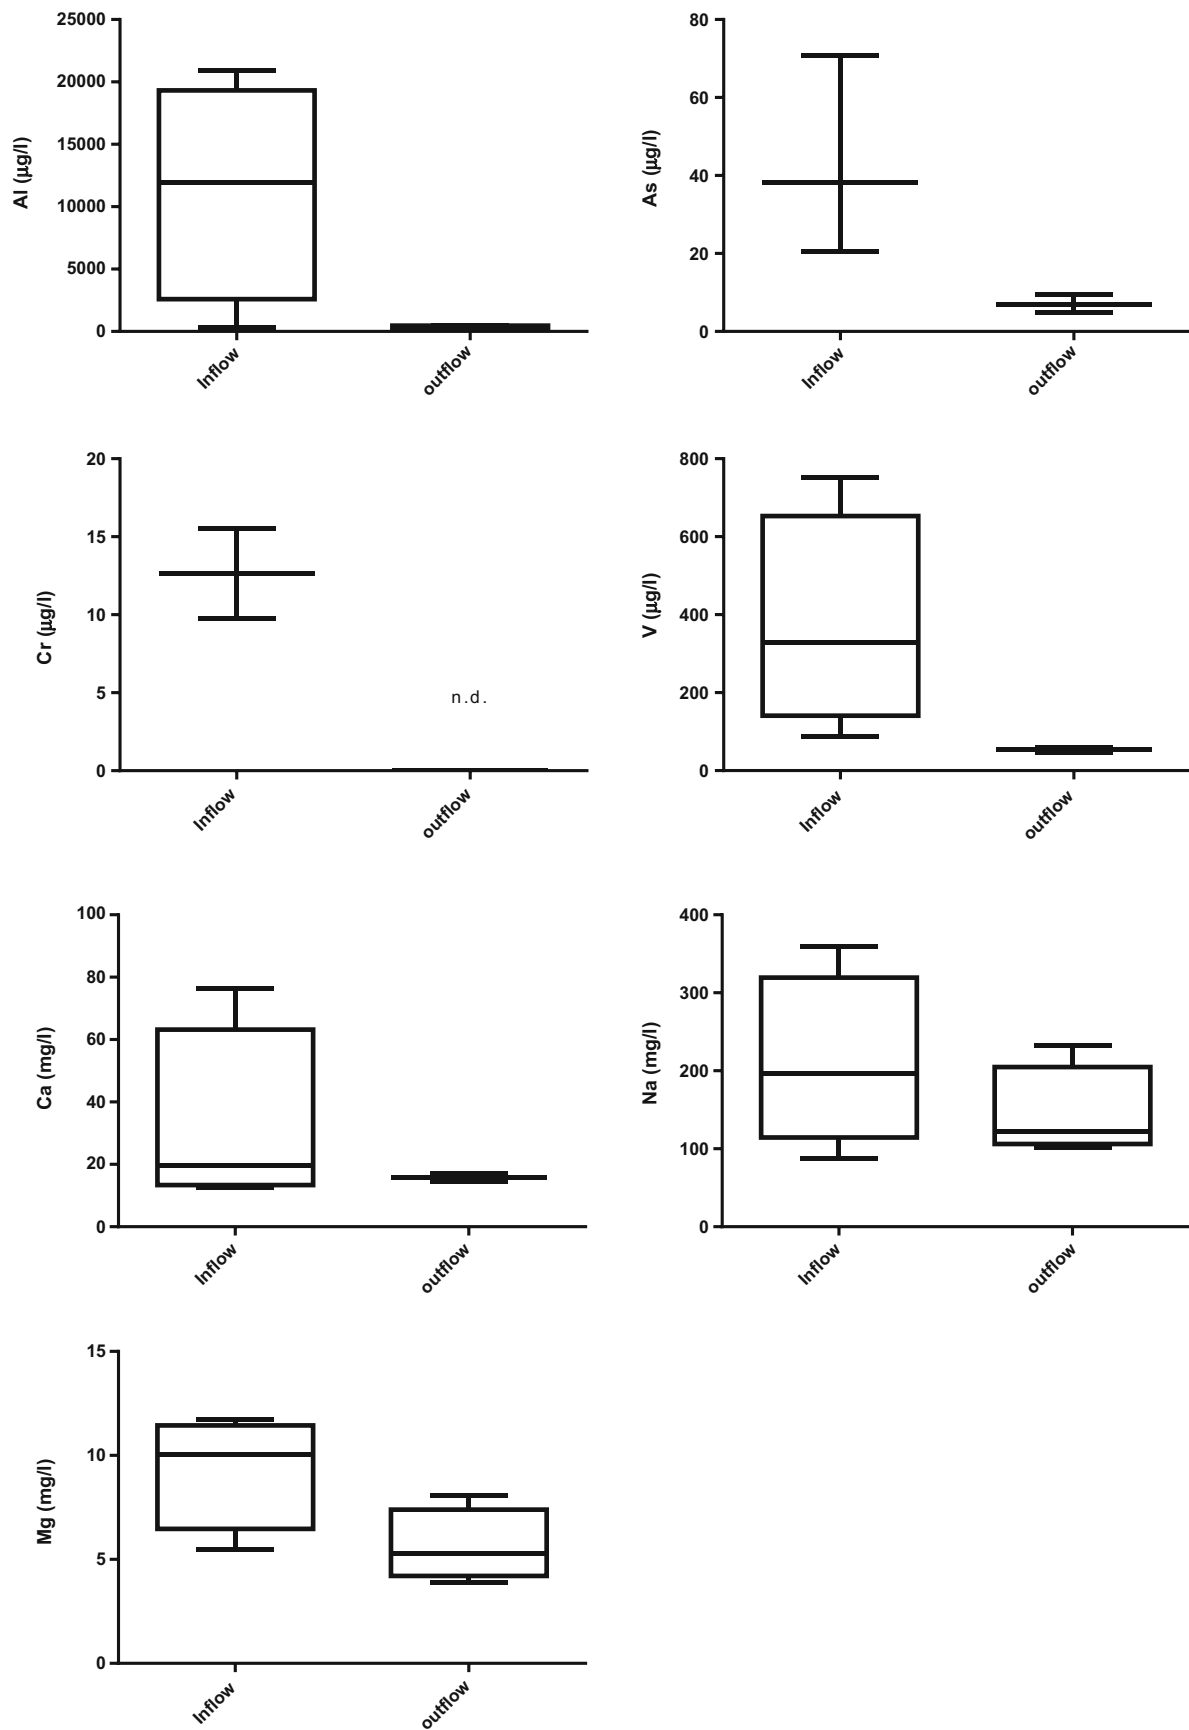 25000
20000
15000
10000
5000
0
Al (µg/l)
Inflow
outflow
80
60
40
20
0
As (µg/l)
Inflow
outflow
20
15
10
5
0
Cr (µg/l)
n.d.
Inflow
outflow
800
600
400
200
0
V (µg/l)
Inflow
outflow
100
80
60
40
20
0
Ca (mg/l)
Inflow
outflow
400
300
200
100
0
Na (mg/l)
Inflow
outflow
15
10
5
0
Mg (mg/l)
Inflow
outflow